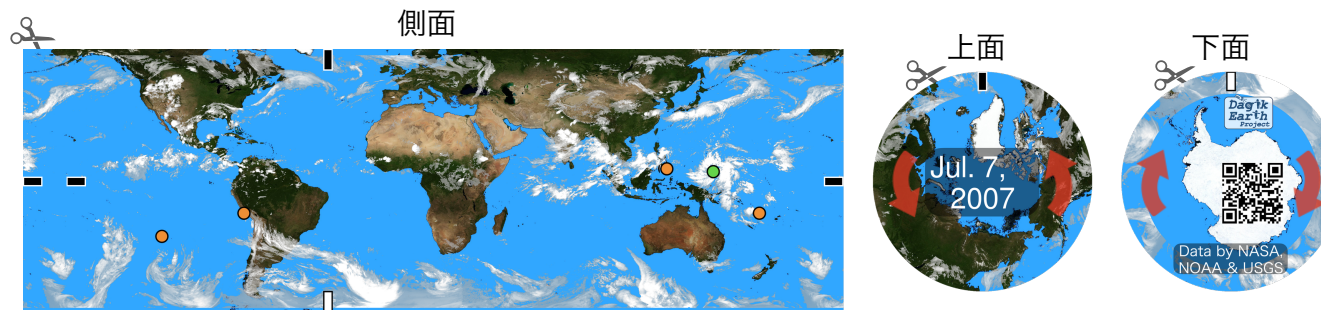 側面
上面
下面
Jul. 7,
2007
Dagik
Earth
Project
Data by NASA,
NOAA & USGS